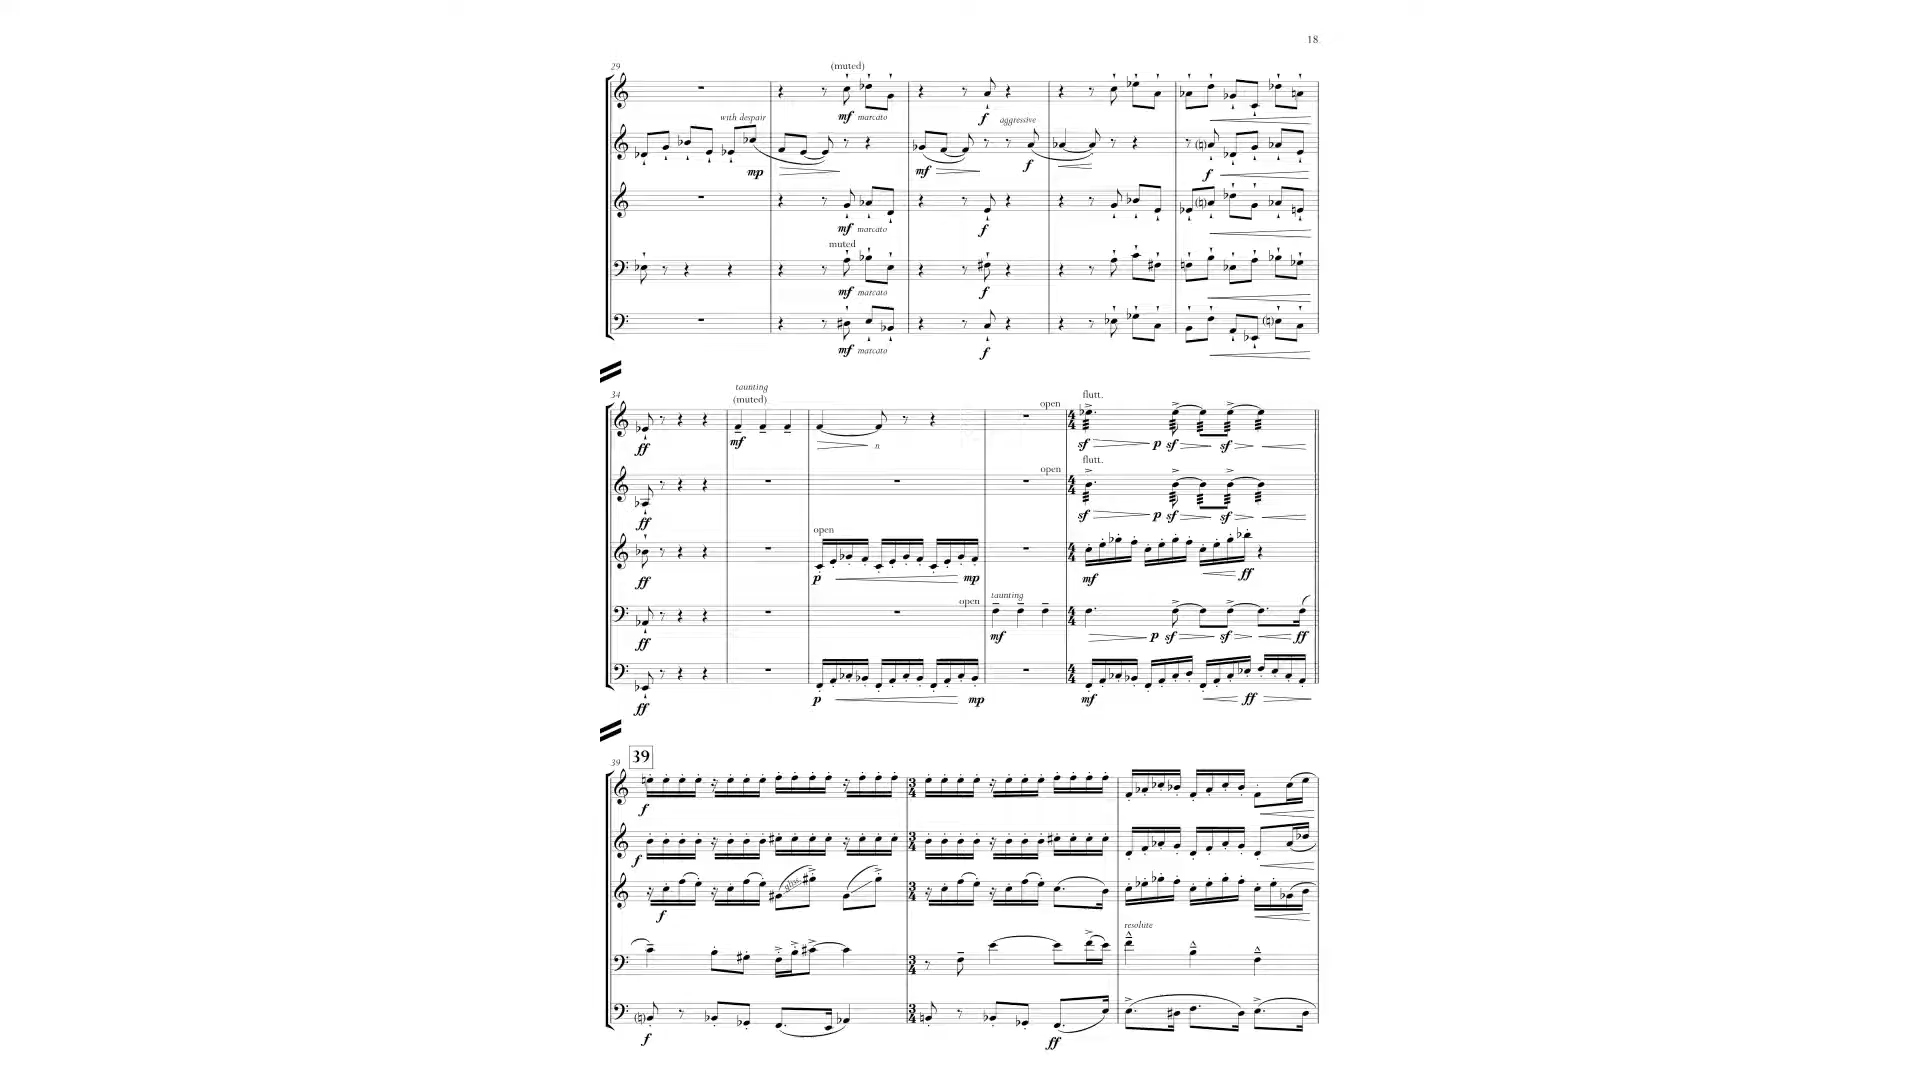 18
29
(muted)
mf marcato
f
with despair
aggressive
mp
mf
f
f
mf marcato
f
muted
mf marcato
f
mf marcato
f
34
taunting
(muted)
open
flutt.
ff
mf
n
sf p sf sf
open
flutt.
ff
sf p sf sf
open
ff
p mp
mf ff
open
taunting
ff
mf
p sf sf ff
ff
p mp
mf ff
39
39
f
f
gliss.
f
resolute
f
ff